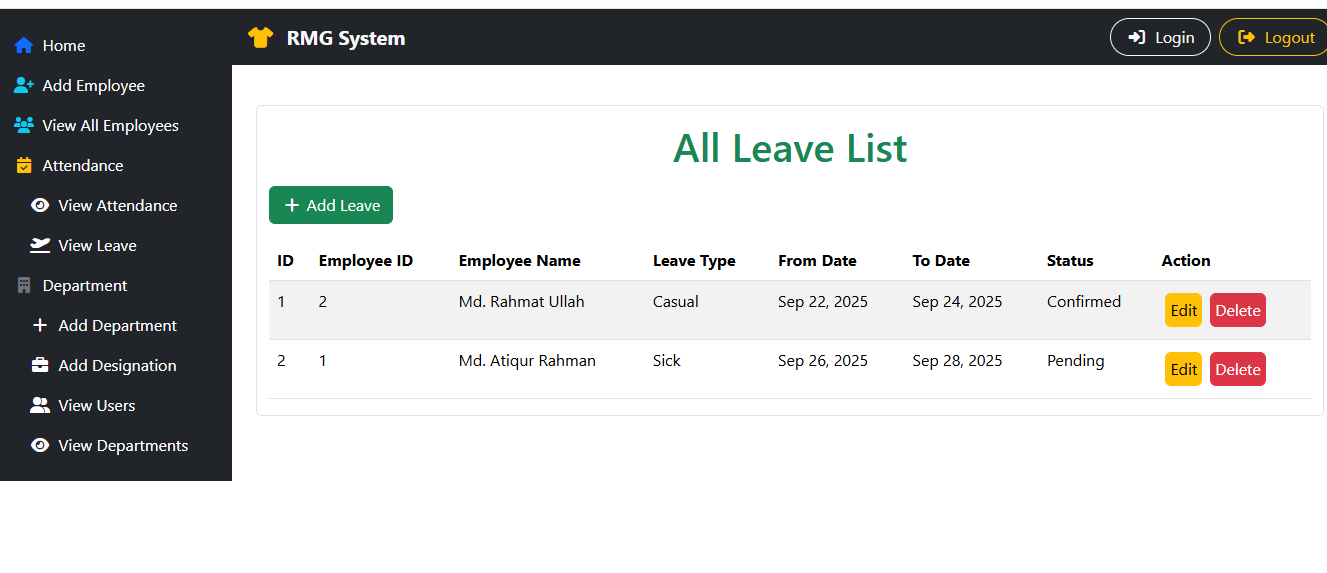 RMG System
Login
Logout
Home
Add Employee
View All Employees
Attendance
View Attendance
View Leave
Department
Add Department
Add Designation
View Users
View Departments
All Leave List
Add Leave
ID Employee ID Employee Name Leave Type From Date To Date Status Action
1 2 Md. Rahmat Ullah Casual Sep 22, 2025 Sep 24, 2025 Confirmed Edit Delete
2 1 Md. Atiqur Rahman Sick Sep 26, 2025 Sep 28, 2025 Pending Edit Delete